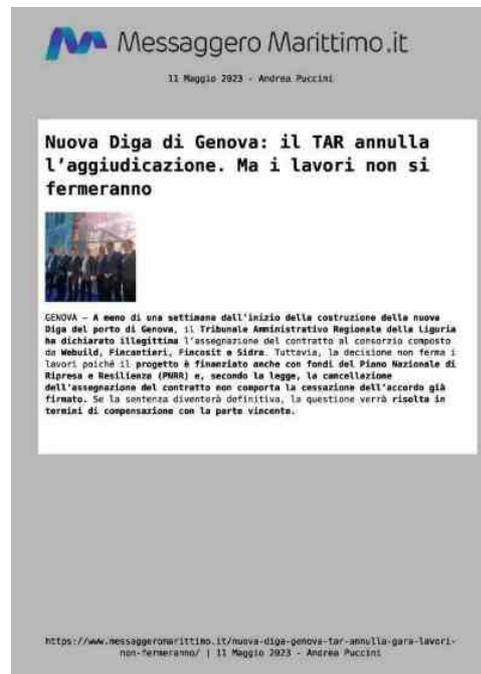 Messaggero Marittimo.it
11 Maggio 2023 - Andrea Puccini
Nuova Diga di Genova: il TAR annulla
l'aggiudicazione. Ma i lavori non si
fermeranno
GENOVA – A meno di una settimana dall'inizio della costruzione della nuova
Diga del porto di Genova, il Tribunale Amministrativo Regionale della Liguria
ha dichiarato illegittima l'assegnazione del contratto al consorzio composto
da Webuild, Fincantieri, Fincosit e Sidra. Tuttavia, la decisione non ferma i
lavori poiché il progetto è finanziato anche con fondi del Piano Nazionale di
Ripresa e Resilienza (PNRR) e, secondo la legge, la cancellazione
dell'assegnazione del contratto non comporta la cessazione dell'accordo già
firmato. Se la sentenza diventerà definitiva, la questione verrà risolta in
termini di compensazione con la parte vincente.
https://www.messaggeromarittimo.it/nuova-diga-genova-tar-annulla-gara-lavori-
non-fermeranno/ | 11 Maggio 2023 - Andrea Puccini